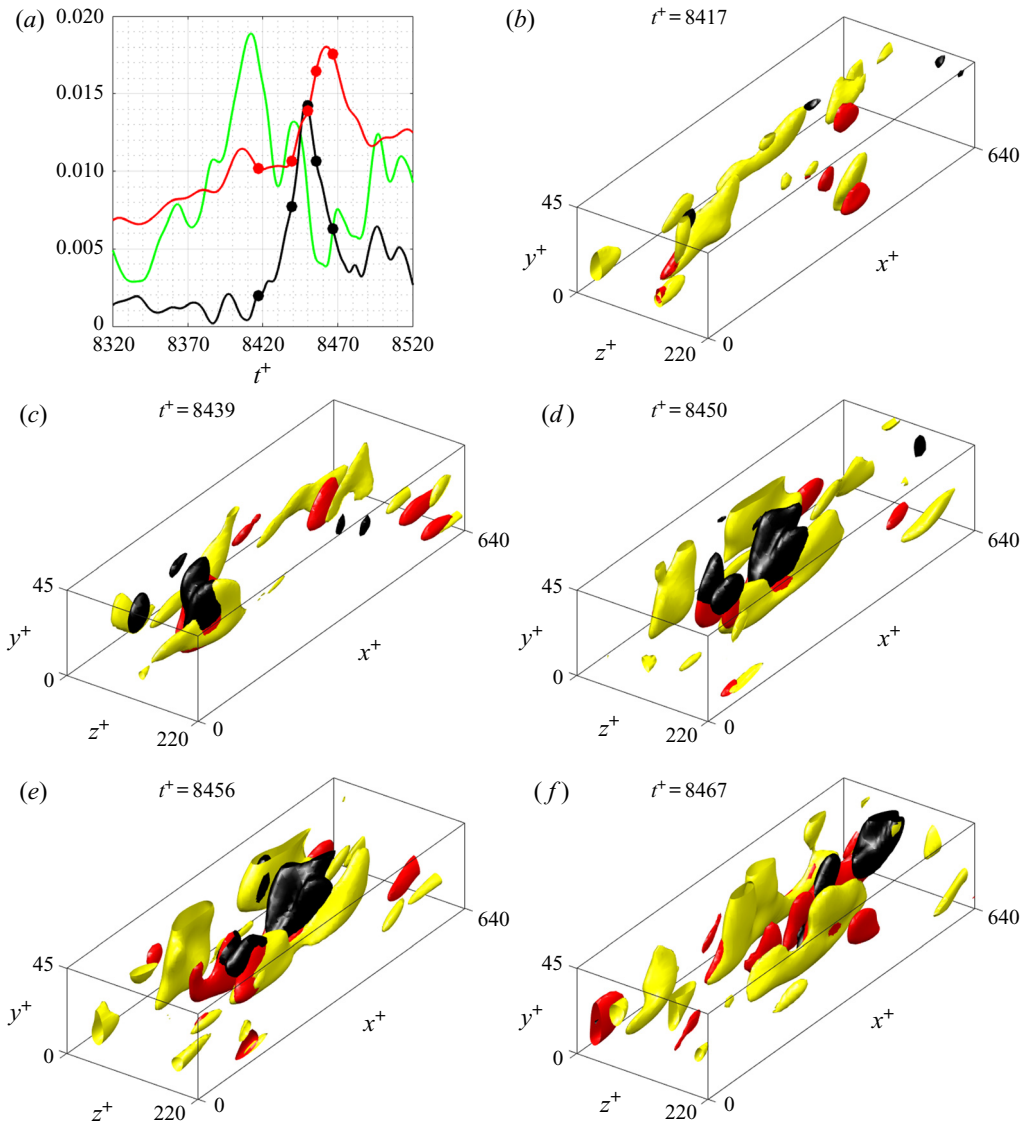 (a)
0.020
0.015
0.010
0.005
0
8320 8370 8420 8470 8520
t+
(b)
t+ = 8417
45
y+
0
z+
220
0
x+
640
(c)
t+ = 8439
45
y+
0
z+
220
0
x+
640
(d)
t+ = 8450
45
y+
0
z+
220
0
x+
640
(e)
t+ = 8456
45
y+
0
z+
220
0
x+
640
(f)
t+ = 8467
45
y+
0
z+
220
0
x+
640